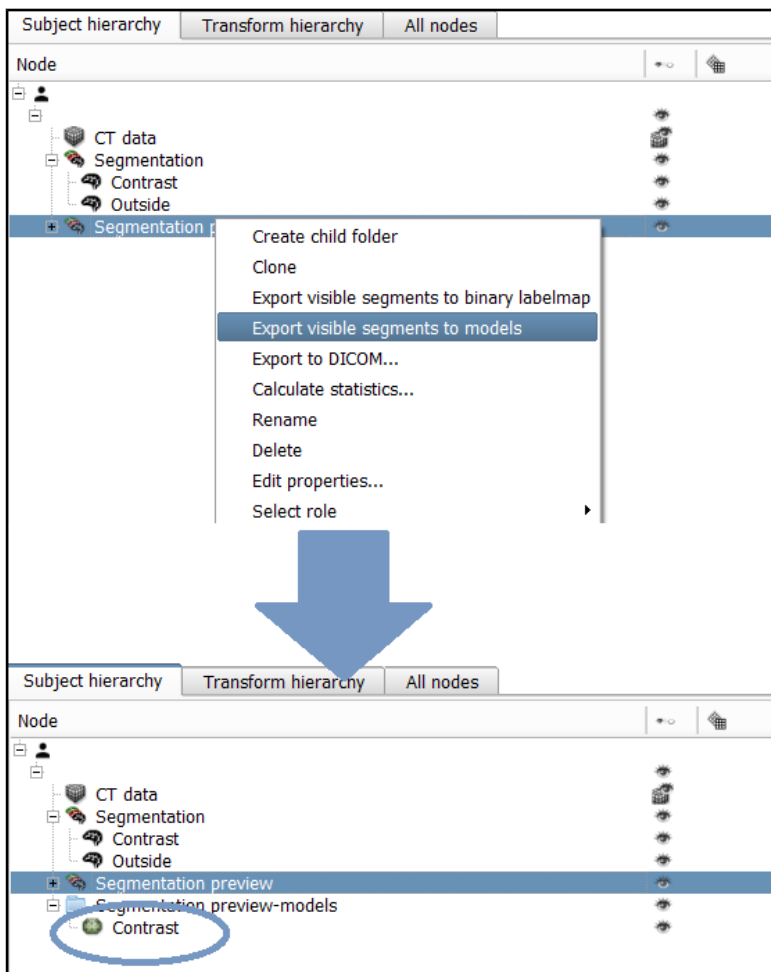 Subject hierarchy Transform hierarchy All nodes
Node
CT data
Segmentation
Contrast
Outside
Segmentation p
Create child folder
Clone
Export visible segments to binary labelmap
Export visible segments to models
Export to DICOM...
Calculate statistics...
Rename
Delete
Edit properties...
Select role
Subject hierarchy Transform hierarchy All nodes
Node
CT data
Segmentation
Contrast
Outside
Segmentation preview
Segmentation preview-models
Contrast